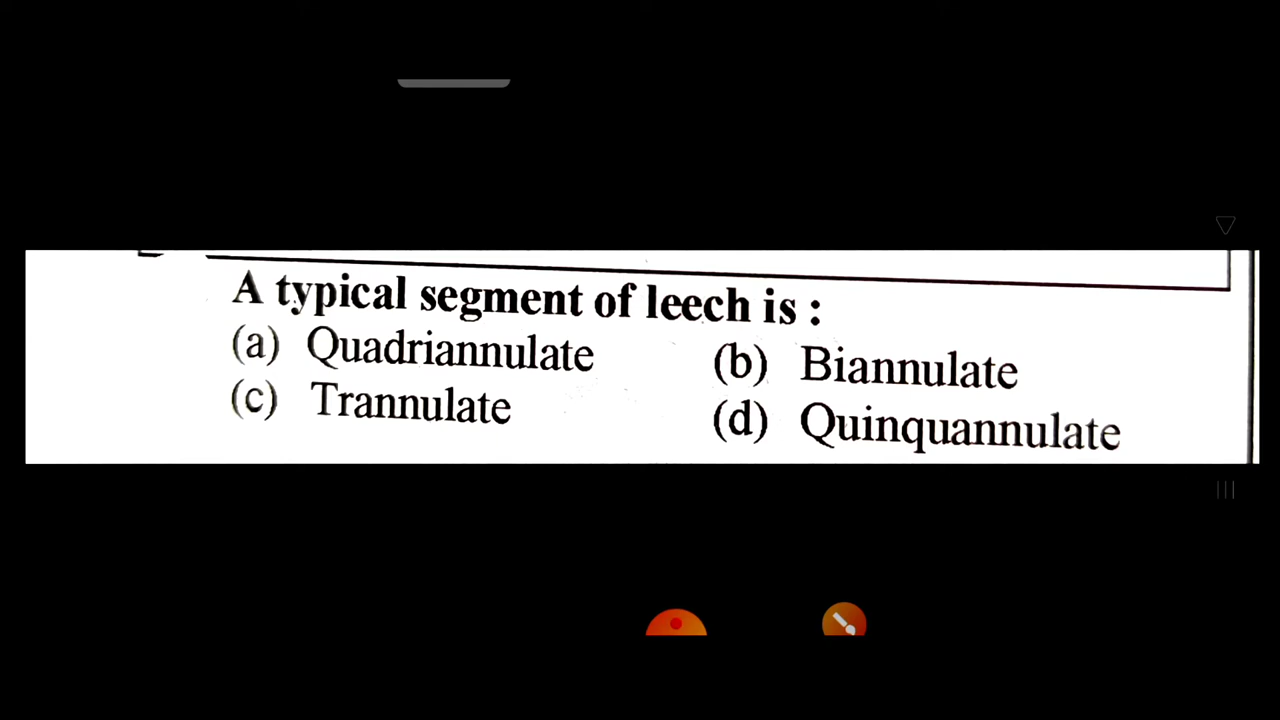 A typical segment of leech is :
(a) Quadriannulate (b) Biannulate
(c) Trannulate (d) Quinquannulate